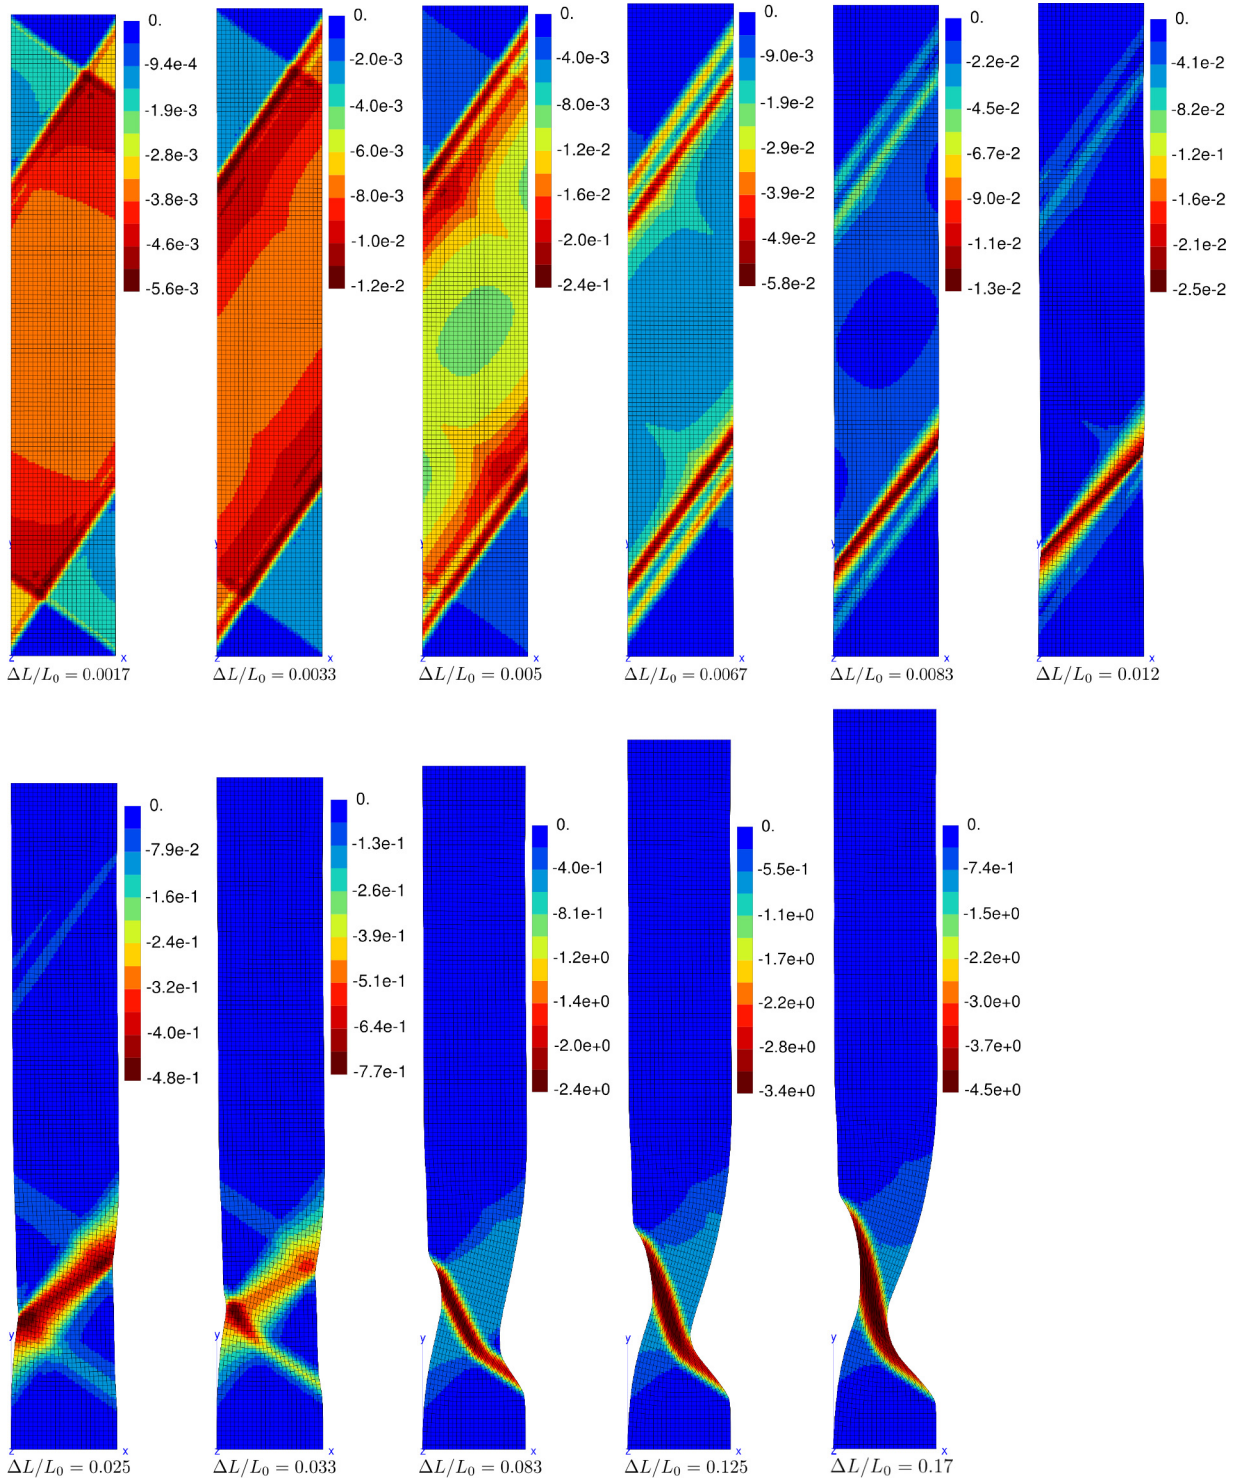 0.
-9.4e-4
-1.9e-3
-2.8e-3
-3.8e-3
-4.6e-3
-5.6e-3
0.
-2.0e-3
-4.0e-3
-6.0e-3
-8.0e-3
-1.0e-2
-1.2e-2
0.
-4.0e-3
-8.0e-3
-1.2e-2
-1.6e-2
-2.0e-1
-2.4e-1
0.
-9.0e-3
-1.9e-2
-2.9e-2
-3.9e-2
-4.9e-2
-5.8e-2
0.
-2.2e-2
-4.5e-2
-6.7e-2
-9.0e-2
-1.1e-2
-1.3e-2
0.
-4.1e-2
-8.2e-2
-1.2e-1
-1.6e-2
-2.1e-2
-2.5e-2
y y y y y y
z x z x z x z x z x z x
ΔL/L₀ = 0.0017
ΔL/L₀ = 0.0033
ΔL/L₀ = 0.005
ΔL/L₀ = 0.0067
ΔL/L₀ = 0.0083
ΔL/L₀ = 0.012
0.
-7.9e-2
-1.6e-1
-2.4e-1
-3.2e-1
-4.0e-1
-4.8e-1
0.
-1.3e-1
-2.6e-1
-3.9e-1
-5.1e-1
-6.4e-1
-7.7e-1
0.
-4.0e-1
-8.1e-1
-1.2e+0
-1.4e+0
-2.0e+0
-2.4e+0
0.
-5.5e-1
-1.1e+0
-1.7e+0
-2.2e+0
-2.8e+0
-3.4e+0
0.
-7.4e-1
-1.5e+0
-2.2e+0
-3.0e+0
-3.7e+0
-4.5e+0
y y y y y
z x z x z x z x z x
ΔL/L₀ = 0.025
ΔL/L₀ = 0.033
ΔL/L₀ = 0.083
ΔL/L₀ = 0.125
ΔL/L₀ = 0.17